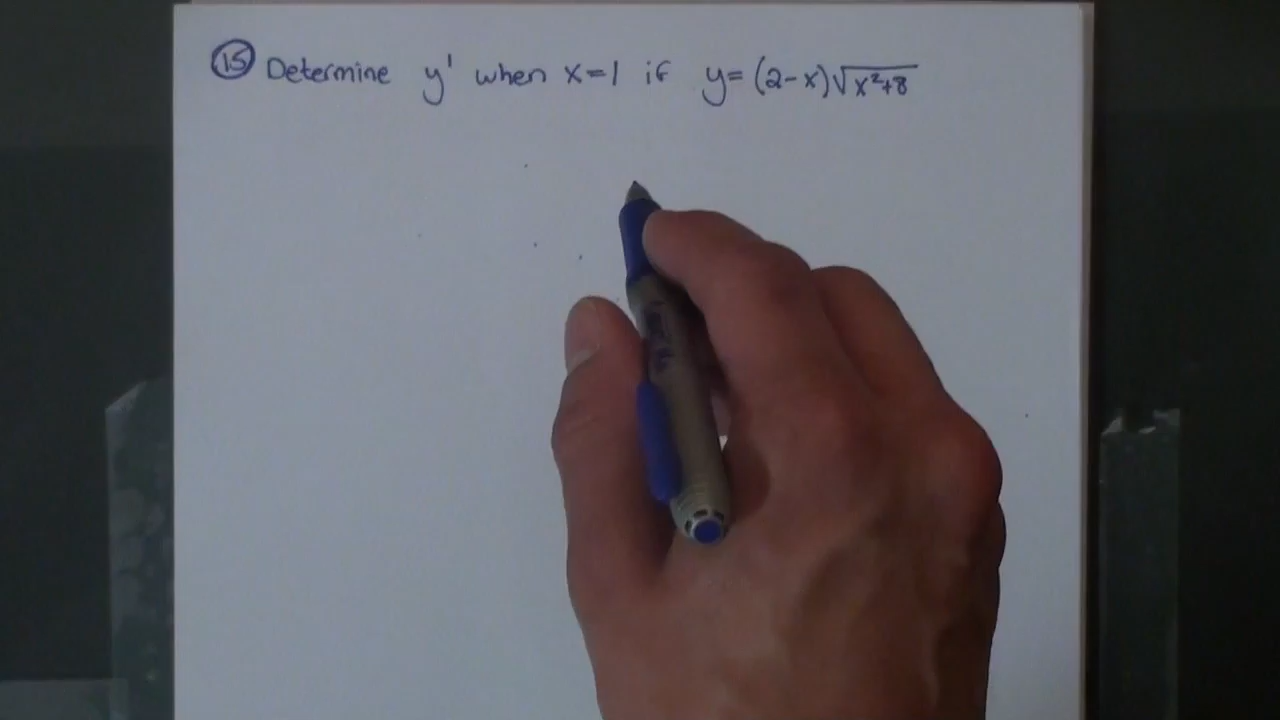 ⑮ Determine y' when x=1 if y=(2-x)√(x²+8)